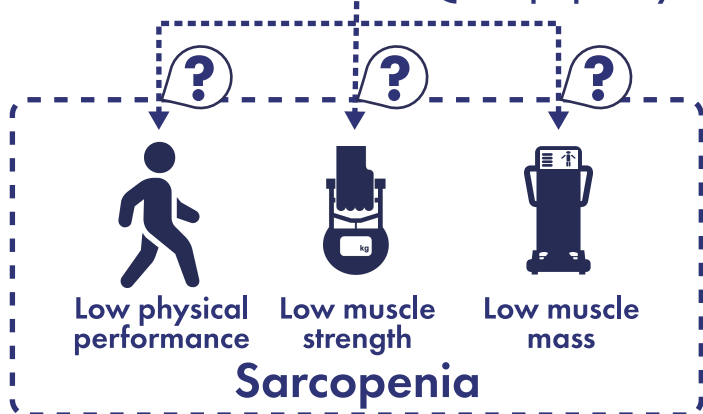 ?
?
?
kg
Low physical
performance
Low muscle
strength
Low muscle
mass
Sarcopenia